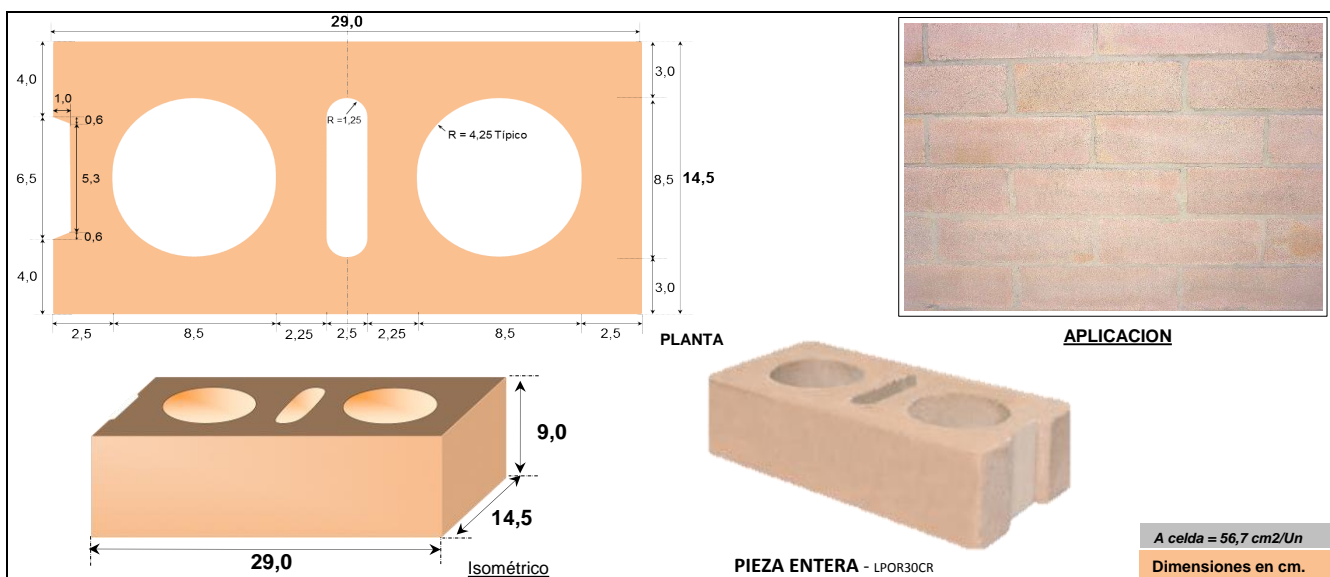 29,0
4,0
1,0
0,6
6,5
5,3
0,6
4,0
R =1,25
R = 4,25 Típico
3,0
8,5
14,5
3,0
2,5
8,5
2,25
2,5
2,25
8,5
2,5
PLANTA
APLICACION
9,0
14,5
29,0
Isométrico
PIEZA ENTERA - LPOR30CR
A celda = 56,7 cm2/Un
Dimensiones en cm.